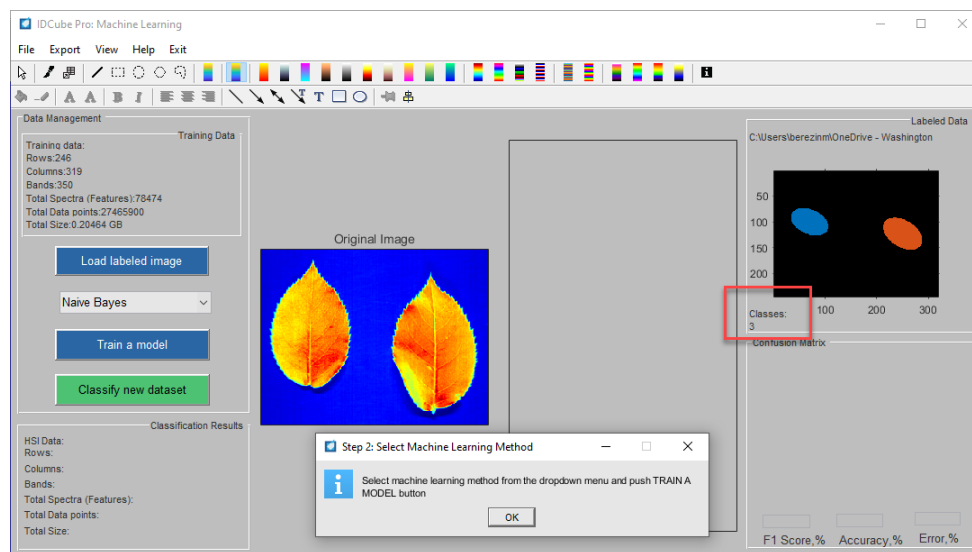 IDCube Pro: Machine Learning
File Export View Help Exit
A A B I
T T
Data Management
Training Data
Training data:
Rows:246
Columns:319
Bands:350
Total Spectra (Features):78474
Total Data points:27465900
Total Size:0.20464 GB
Load labeled image
Naive Bayes
Train a model
Classify new dataset
Classification Results
HSI Data:
Rows:
Columns:
Bands:
Total Spectra (Features):
Total Data points:
Total Size:
Original Image
Step 2: Select Machine Learning Method
Select machine learning method from the dropdown menu and push TRAIN A
MODEL button
OK
Labeled Data
C:\Users\berezinm\OneDrive - Washington
50
100
150
200
100 200 300
Classes:
3
Confusion Matrix
F1 Score,% Accuracy,% Error,%